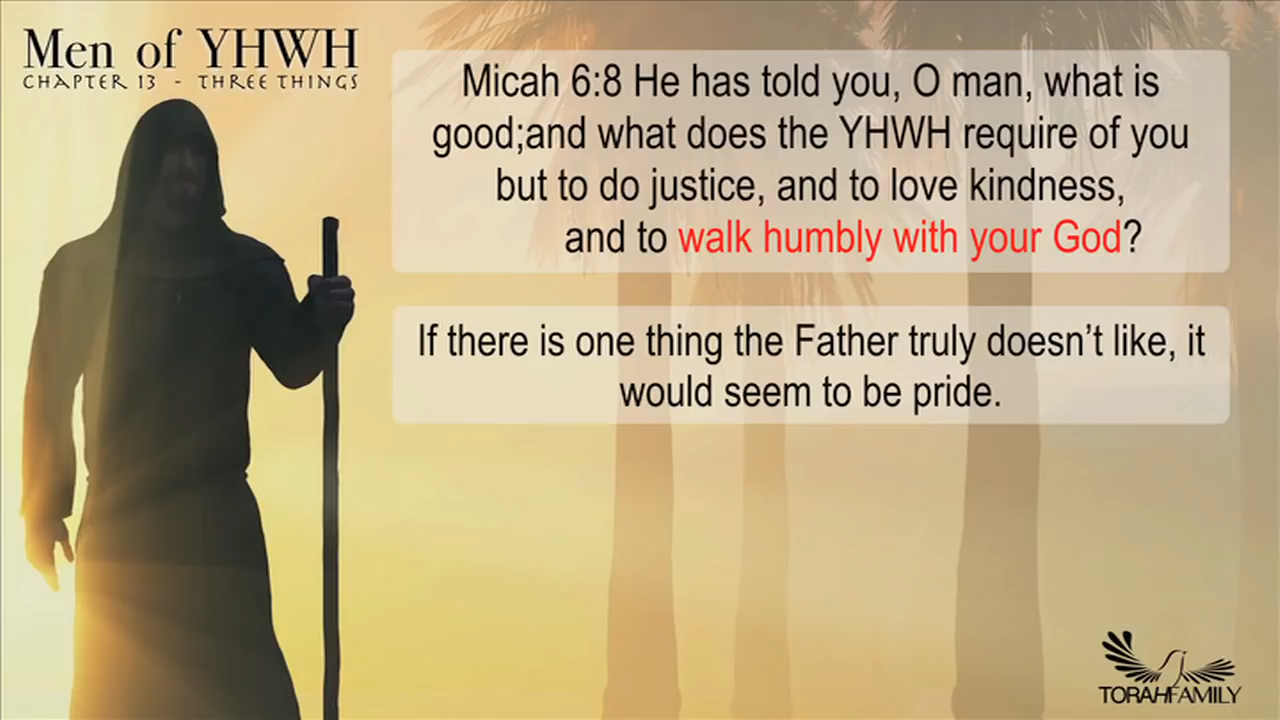 Men of YHWH
CHAPTER 13 - THREE THINGS
Micah 6:8 He has told you, O man, what is
good;and what does the YHWH require of you
but to do justice, and to love kindness,
and to walk humbly with your God?
If there is one thing the Father truly doesn't like, it
would seem to be pride.
TORAHFAMILY